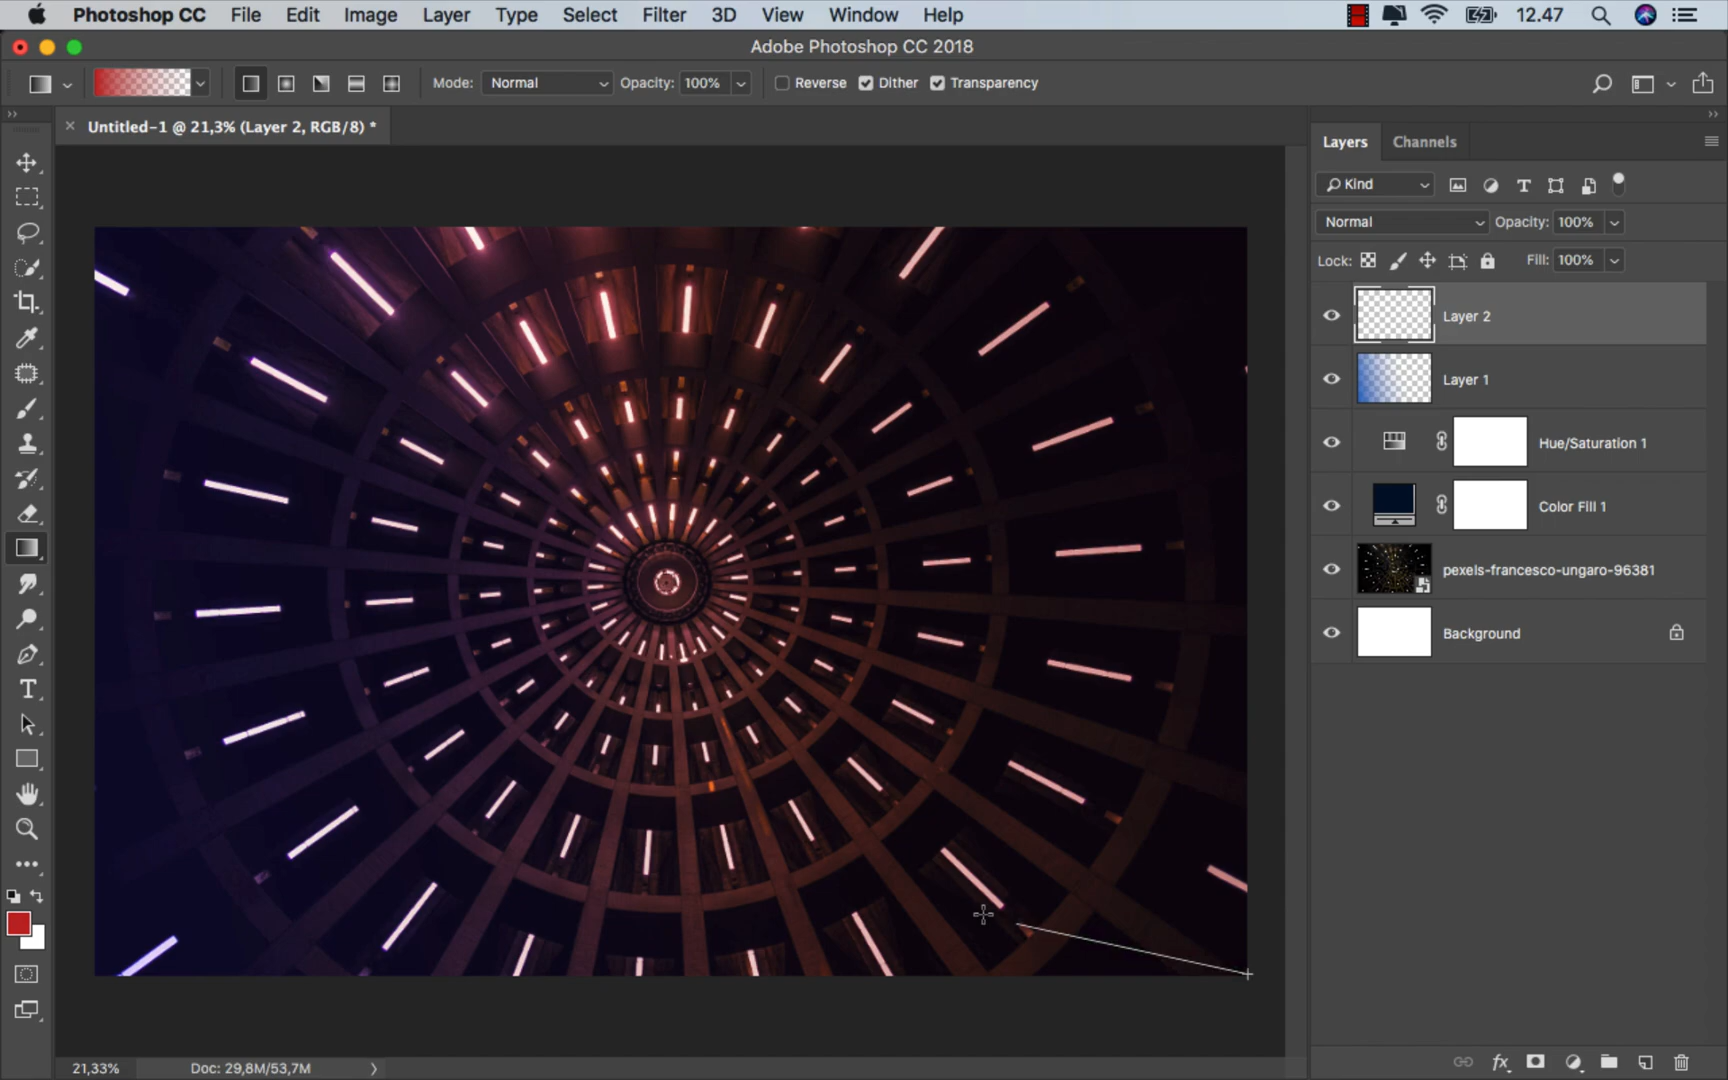 Photoshop CC File Edit Image Layer Type Select Filter 3D View Window Help 12.47
Adobe Photoshop CC 2018
Mode: Normal Opacity: 100% Reverse Dither Transparency
Untitled-1 @ 21,3% (Layer 2, RGB/8) *
Layers Channels
Kind
Normal Opacity: 100%
Lock: Fill: 100%
Layer 2
Layer 1
Hue/Saturation 1
Color Fill 1
pexels-francesco-ungaro-96381
Background
21,33% Doc: 29,8M/53,7M